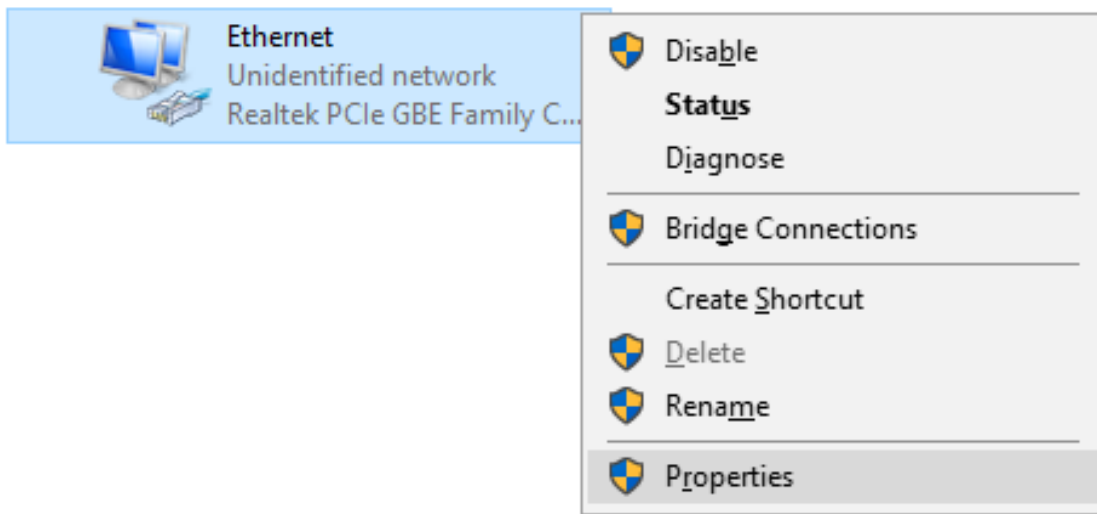 Ethernet
Unidentified network
Realtek PCIe GBE Family C...
Disable
Status
Diagnose
Bridge Connections
Create Shortcut
Delete
Rename
Properties